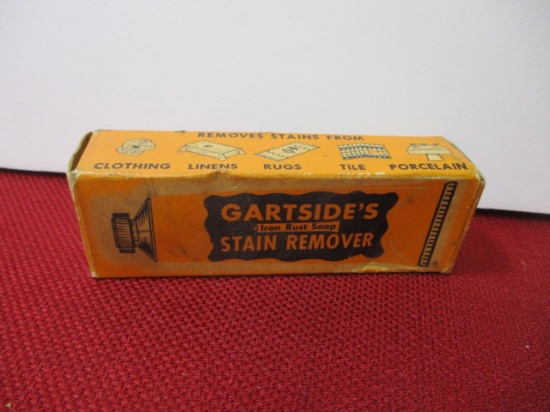 REMOVES STAINS FROM
CLOTHING LINENS RUGS TILE PORCELAIN
GARTSIDE'S
Iron Rust Soap
STAIN REMOVER